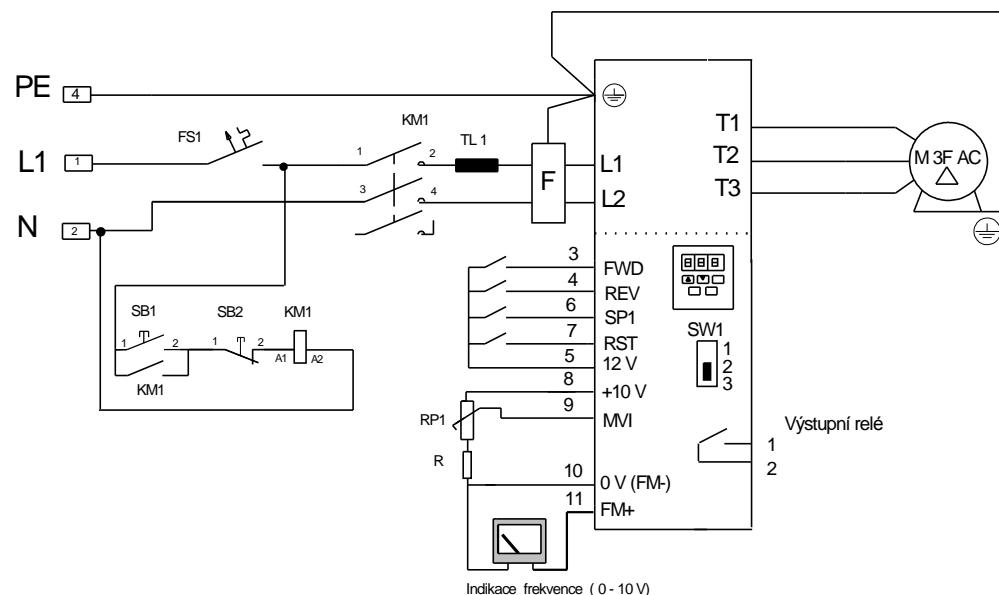 PE 4
FS1
KM1
TL 1
L1 1
1 2
3 4
N 2
F
L1
L2
T1
T2
T3
M 3F AC
SB1
SB2
KM1
1 2
1 2
A1 A2
KM1
3 FWD
4 REV
6 SP1
7 RST
5 12 V
8 +10 V
9 MVI
RP1
R
10 0 V (FM-)
11 FM+
888
SW1
1
2
3
Výstupní relé
1
2
Indikace frekvence ( 0 - 10 V)